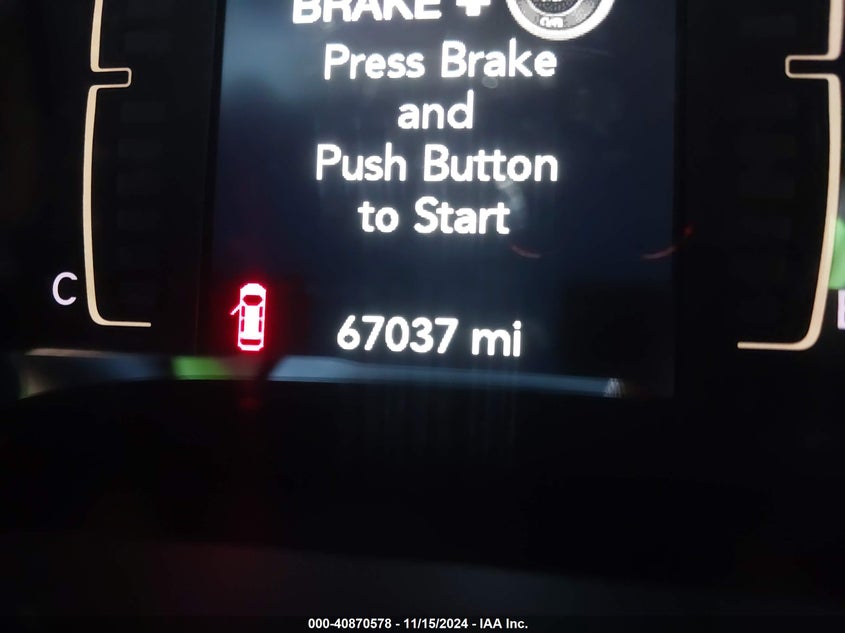 BRAKE +
Press Brake
and
Push Button
to Start
C
67037 mi
000-40870578 - 11/15/2024 - IAA Inc.